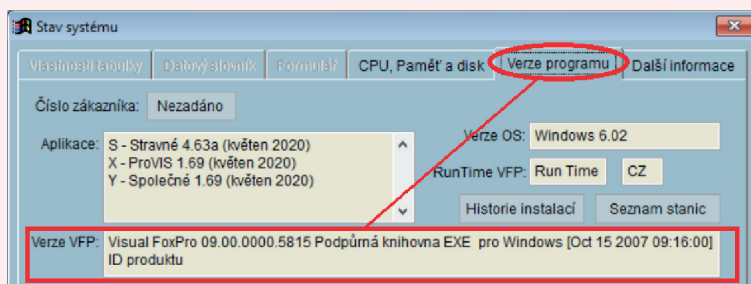 Stav systému
Vlastnosti tabulky Datový slovník Formulář CPU, Paměť a disk Verze programu Další informace
Číslo zákazníka: Nezadáno
Aplikace: S - Stravné 4.63a (květen 2020)
X - ProVIS 1.69 (květen 2020)
Y - Společné 1.69 (květen 2020)
Verze OS: Windows 6.02
RunTime VFP: Run Time CZ
Historie instalací Seznam stanic
Verze VFP: Visual FoxPro 09.00.0000.5815 Podpůrná knihovna EXE pro Windows [Oct 15 2007 09:16:00]
ID produktu